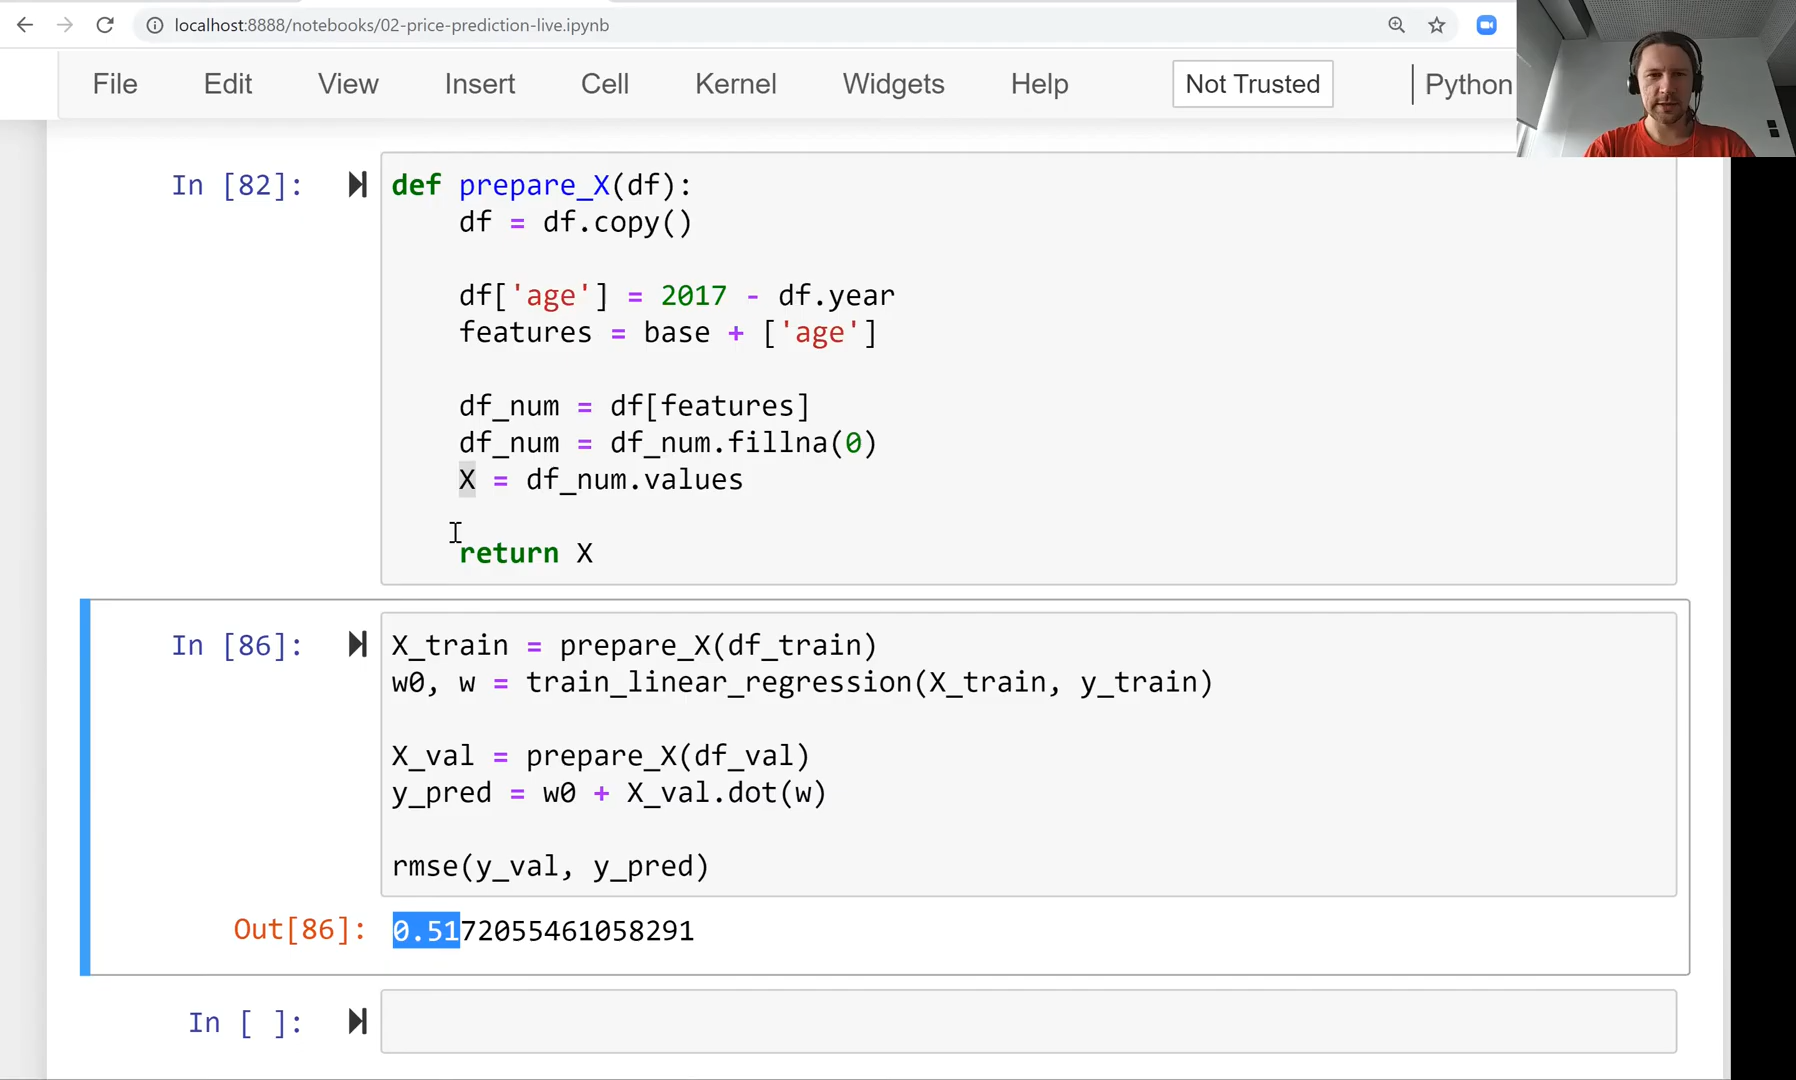 localhost:8888/notebooks/02-price-prediction-live.ipynb
File Edit View Insert Cell Kernel Widgets Help Not Trusted Python
In [82]:
def prepare_X(df):
    df = df.copy()
    df['age'] = 2017 - df.year
    features = base + ['age']
    df_num = df[features]
    df_num = df_num.fillna(0)
    X = df_num.values
    return X
In [86]:
X_train = prepare_X(df_train)
w0, w = train_linear_regression(X_train, y_train)
X_val = prepare_X(df_val)
y_pred = w0 + X_val.dot(w)
rmse(y_val, y_pred)
Out[86]: 0.5172055461058291
In [ ]: